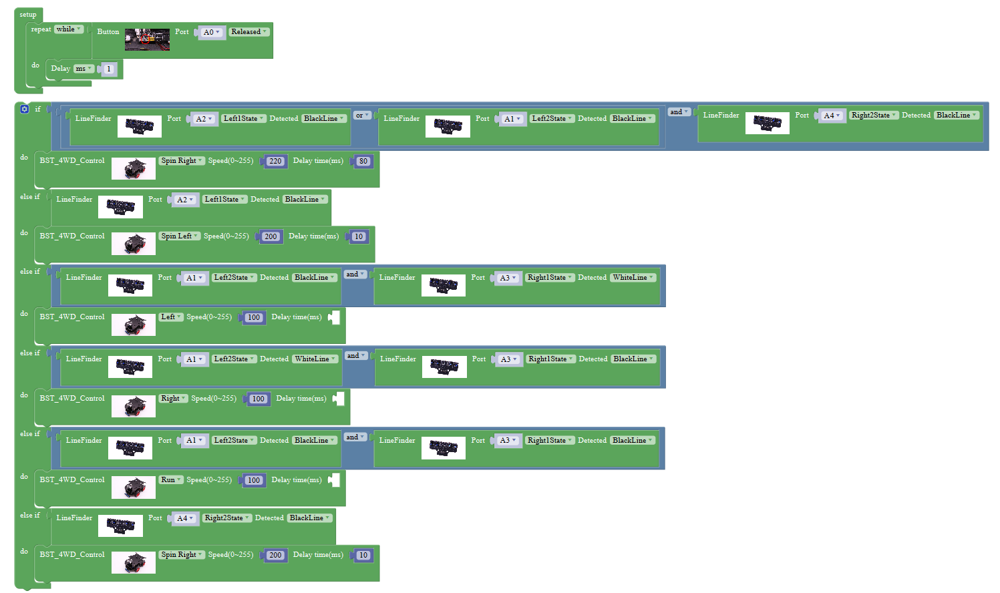 setup
repeat while Button Port A0 Released
do Delay ms 1
if LineFinder Port A2 Left1State Detected BlackLine or LineFinder Port A1 Left2State Detected BlackLine and LineFinder Port A4 Right2State Detected BlackLine
do BST_4WD_Control Spin Right Speed(0~255) 220 Delay time(ms) 80
else if LineFinder Port A2 Left1State Detected BlackLine
do BST_4WD_Control Spin Left Speed(0~255) 200 Delay time(ms) 10
else if LineFinder Port A1 Left2State Detected BlackLine and LineFinder Port A3 Right1State Detected WhiteLine
do BST_4WD_Control Left Speed(0~255) 100 Delay time(ms)
else if LineFinder Port A1 Left2State Detected WhiteLine and LineFinder Port A3 Right1State Detected BlackLine
do BST_4WD_Control Right Speed(0~255) 100 Delay time(ms)
else if LineFinder Port A1 Left2State Detected BlackLine and LineFinder Port A3 Right1State Detected BlackLine
do BST_4WD_Control Run Speed(0~255) 100 Delay time(ms)
else if LineFinder Port A4 Right2State Detected BlackLine
do BST_4WD_Control Spin Right Speed(0~255) 200 Delay time(ms) 10